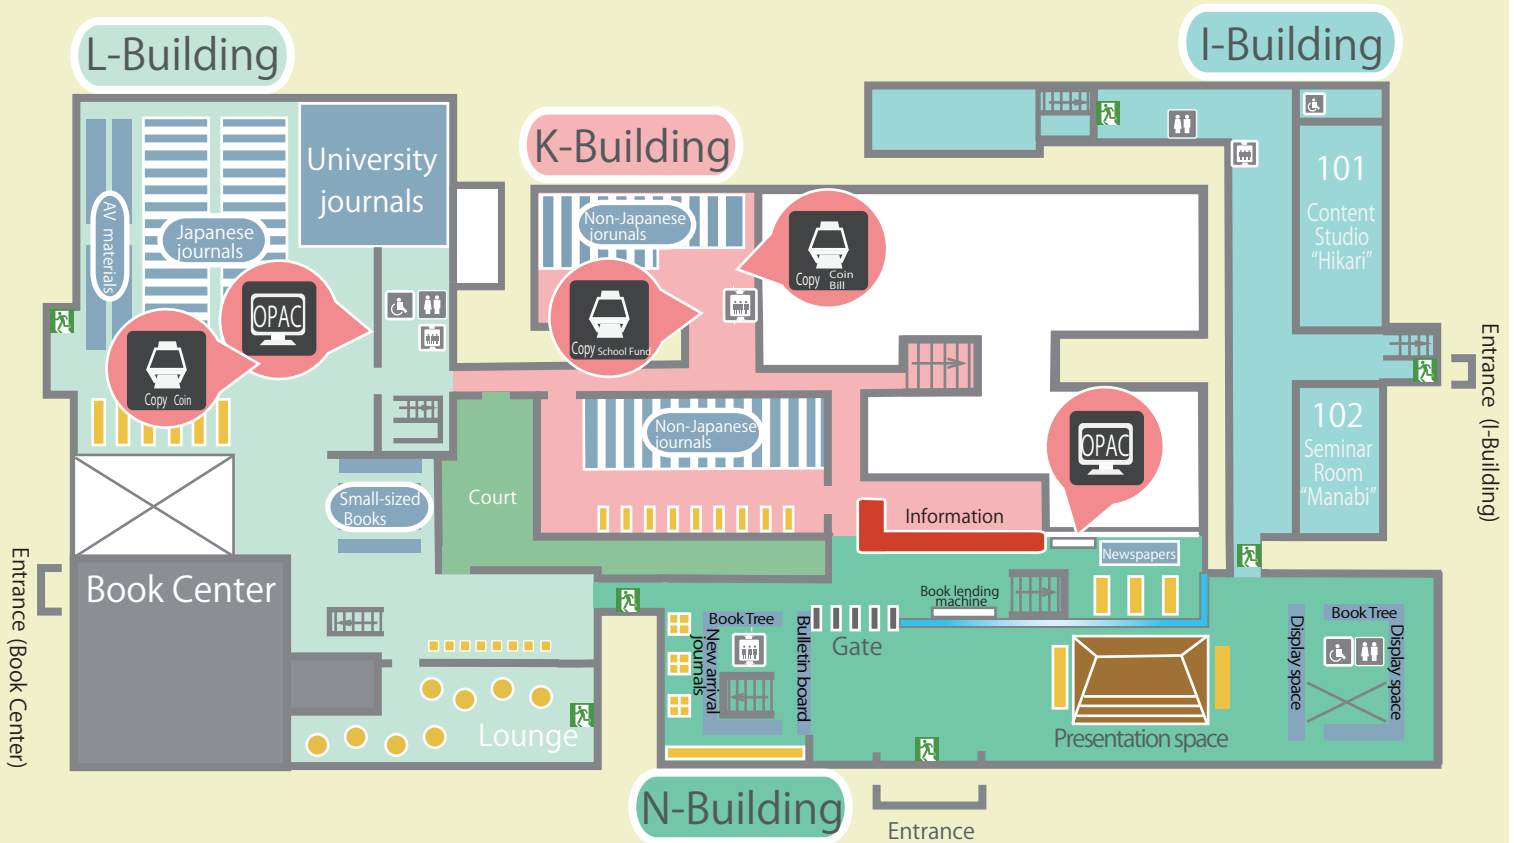 L-Building
I-Building
K-Building
N-Building
University
journals
AV materials
Japanese
journals
OPAC
Copy Coin
Small-sized
Books
Court
Book Center
Lounge
Entrance (Book Center)
Non-Japanese
jorunals
Copy School Fund
Copy Coin
Bill
Non-Japanese
journals
Information
OPAC
Newspapers
Book lending
machine
Gate
Book Tree
New arrival
journals
Bulletin board
Presentation space
Display space
Book Tree
Display space
Entrance
101
Content
Studio
“Hikari”
102
Seminar
Room
“Manabi”
Entrance (I-Building)